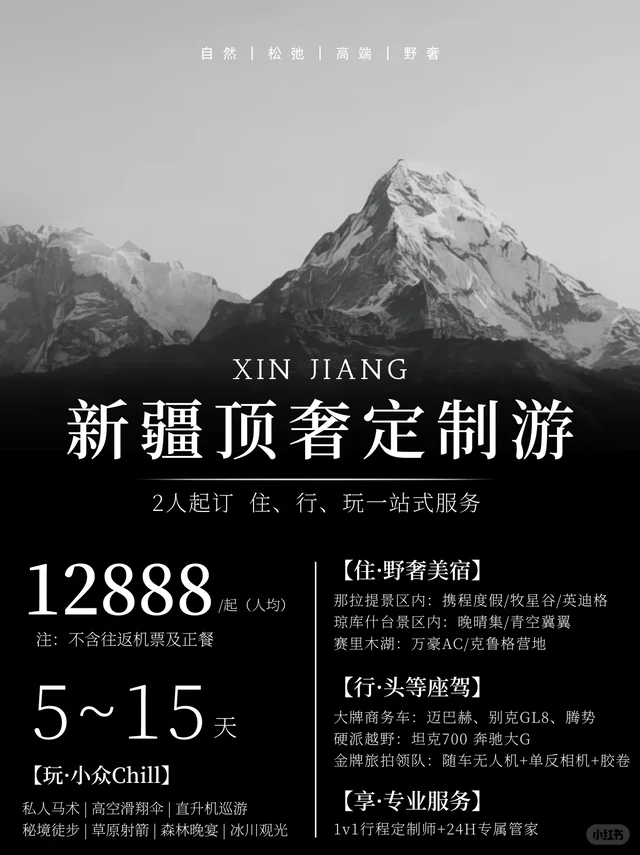 自然 | 松弛 | 高端 | 野奢
XIN JIANG
新疆顶奢定制游
2人起订 住、行、玩一站式服务
12888/起（人均）
注：不含往返机票及正餐
5~15天
【玩·小众Chill】
私人马术 | 高空滑翔伞 | 直升机巡游
秘境徒步 | 草原射箭 | 森林晚宴 | 冰川观光
【住·野奢美宿】
那拉提景区内：携程度假/牧星谷/英迪格
琼库什台景区内：晚晴集/青空冀翼
赛里木湖：万豪AC/克鲁格营地
【行·头等座驾】
大牌商务车：迈巴赫、别克GL8、腾势
硬派越野：坦克700 奔驰大G
金牌旅拍领队：随车无人机+单反相机+胶卷
【享·专业服务】
1v1行程定制师+24H专属管家
小红书